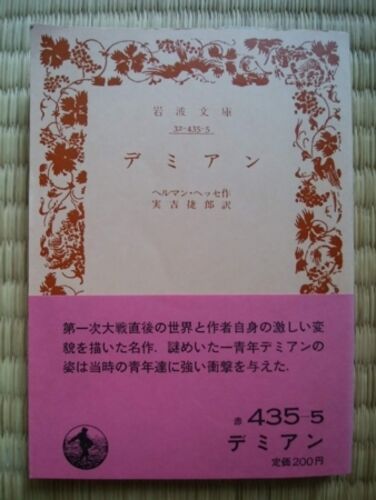 岩波文庫
32-435-5
デミアン
ヘルマン・ヘッセ作
実吉捷郎訳
第一次大戦直後の世界と作者自身の激しい変
貌を描いた名作．謎めいた一青年デミアンの
姿は当時の青年達に強い衝撃を与えた．
赤 435-5
デミアン
定価200円